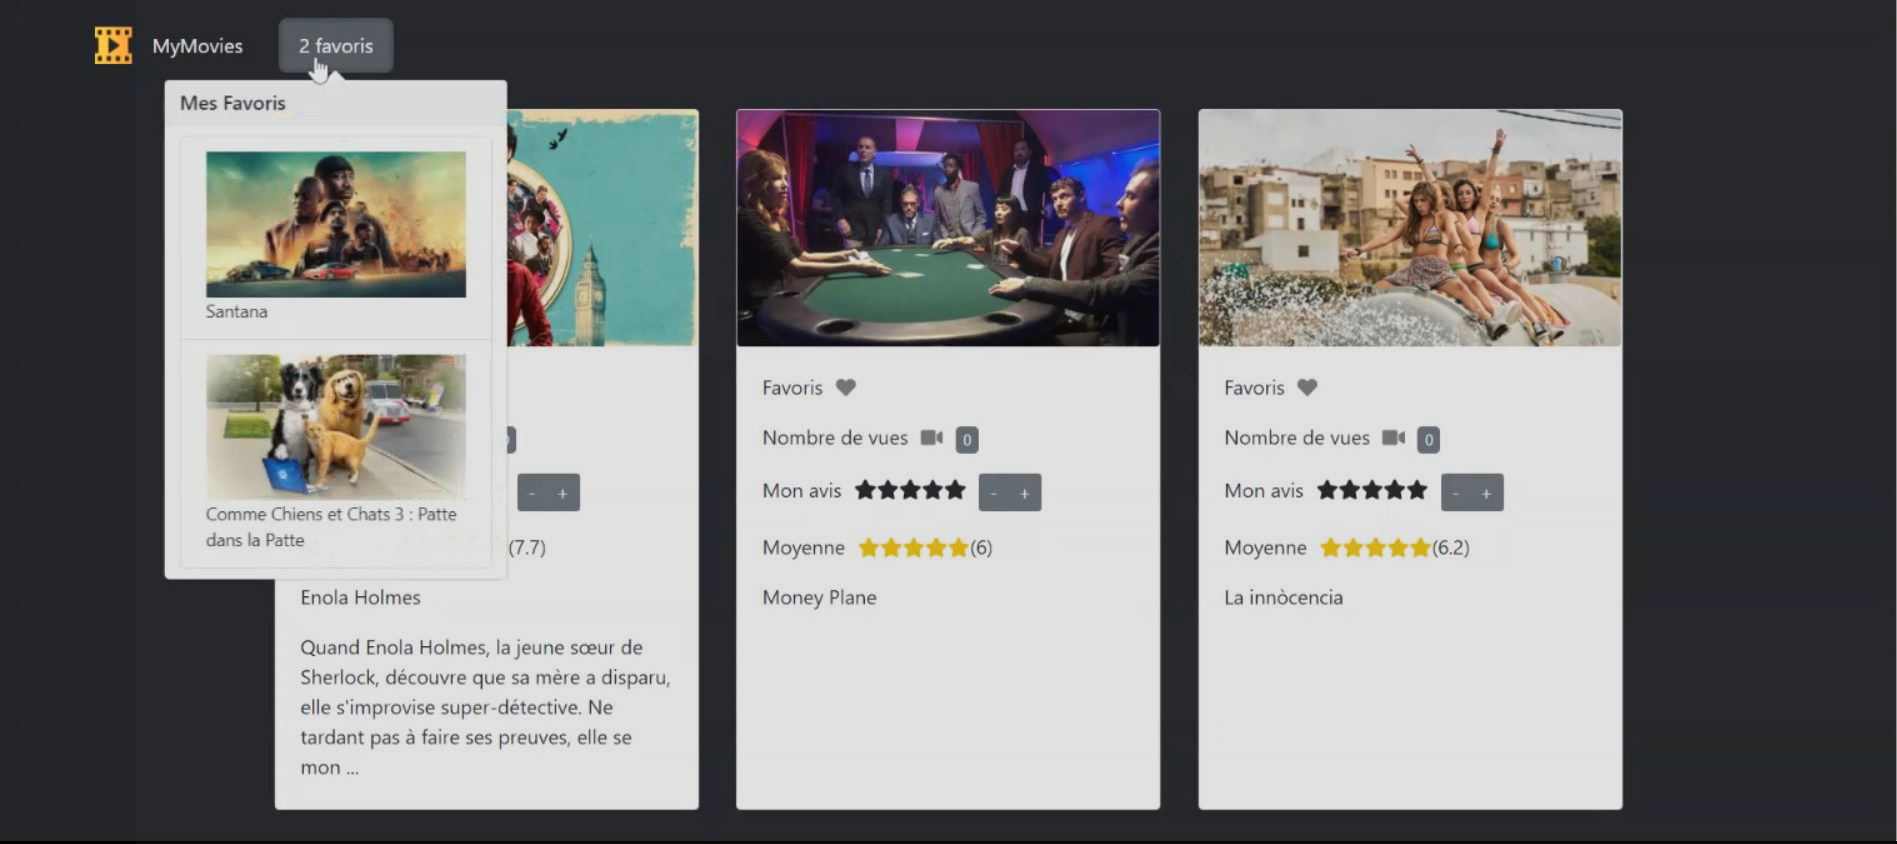 MyMovies
2 favoris
Mes Favoris
Santana
Comme Chiens et Chats 3 : Patte
dans la Patte
- +
(7.7)
Enola Holmes
Quand Enola Holmes, la jeune sœur de
Sherlock, découvre que sa mère a disparu,
elle s'improvise super-détective. Ne
tardant pas à faire ses preuves, elle se
mon ...
Favoris
Nombre de vues 0
Mon avis - +
Moyenne (6)
Money Plane
Favoris
Nombre de vues 0
Mon avis - +
Moyenne (6.2)
La innòcencia